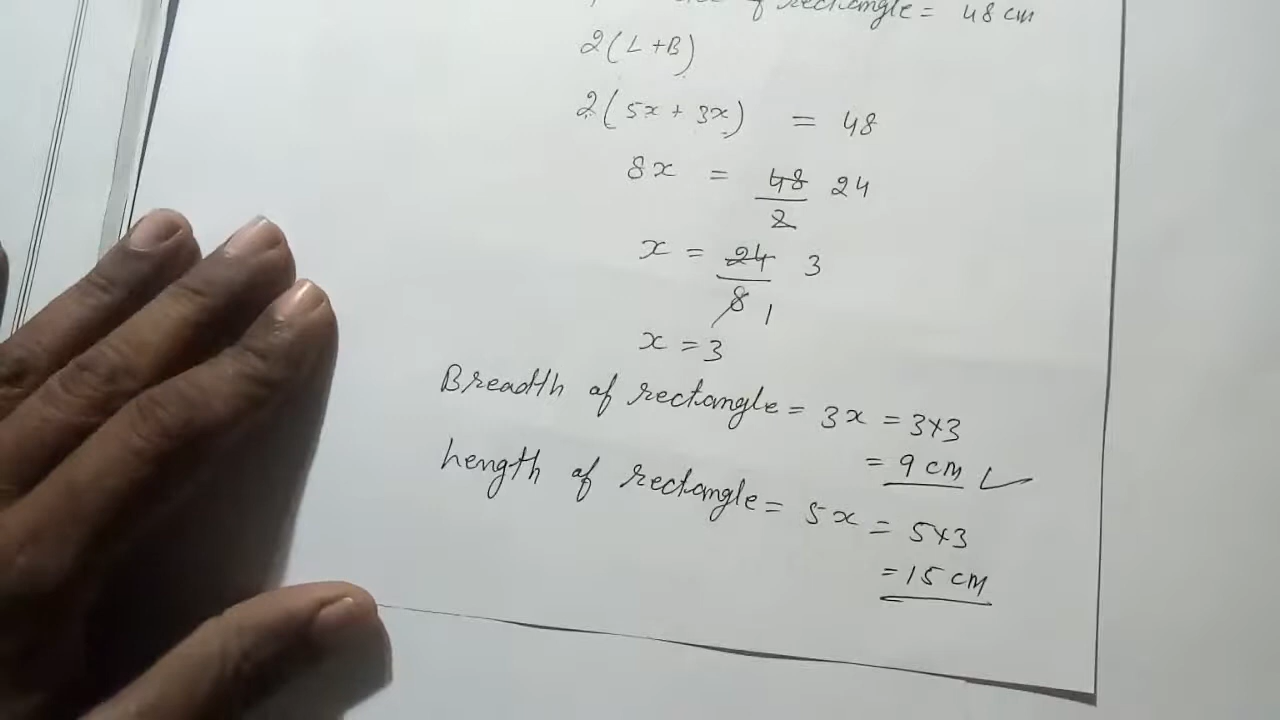 of rectangle = 48 cm
2(L+B)
2(5x + 3x) = 48
8x = 48/2 24
x = 24/8 3 1
x = 3
Breadth of rectangle = 3x = 3×3
= 9 cm
Length of rectangle = 5x = 5×3
= 15 cm